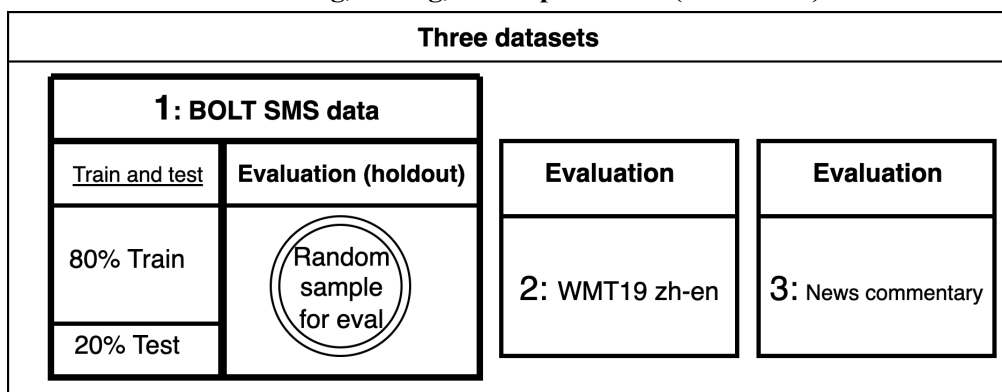 Three datasets
1: BOLT SMS data
Train and test
Evaluation (holdout)
80% Train
20% Test
Random
sample
for eval
Evaluation
2: WMT19 zh-en
Evaluation
3: News commentary